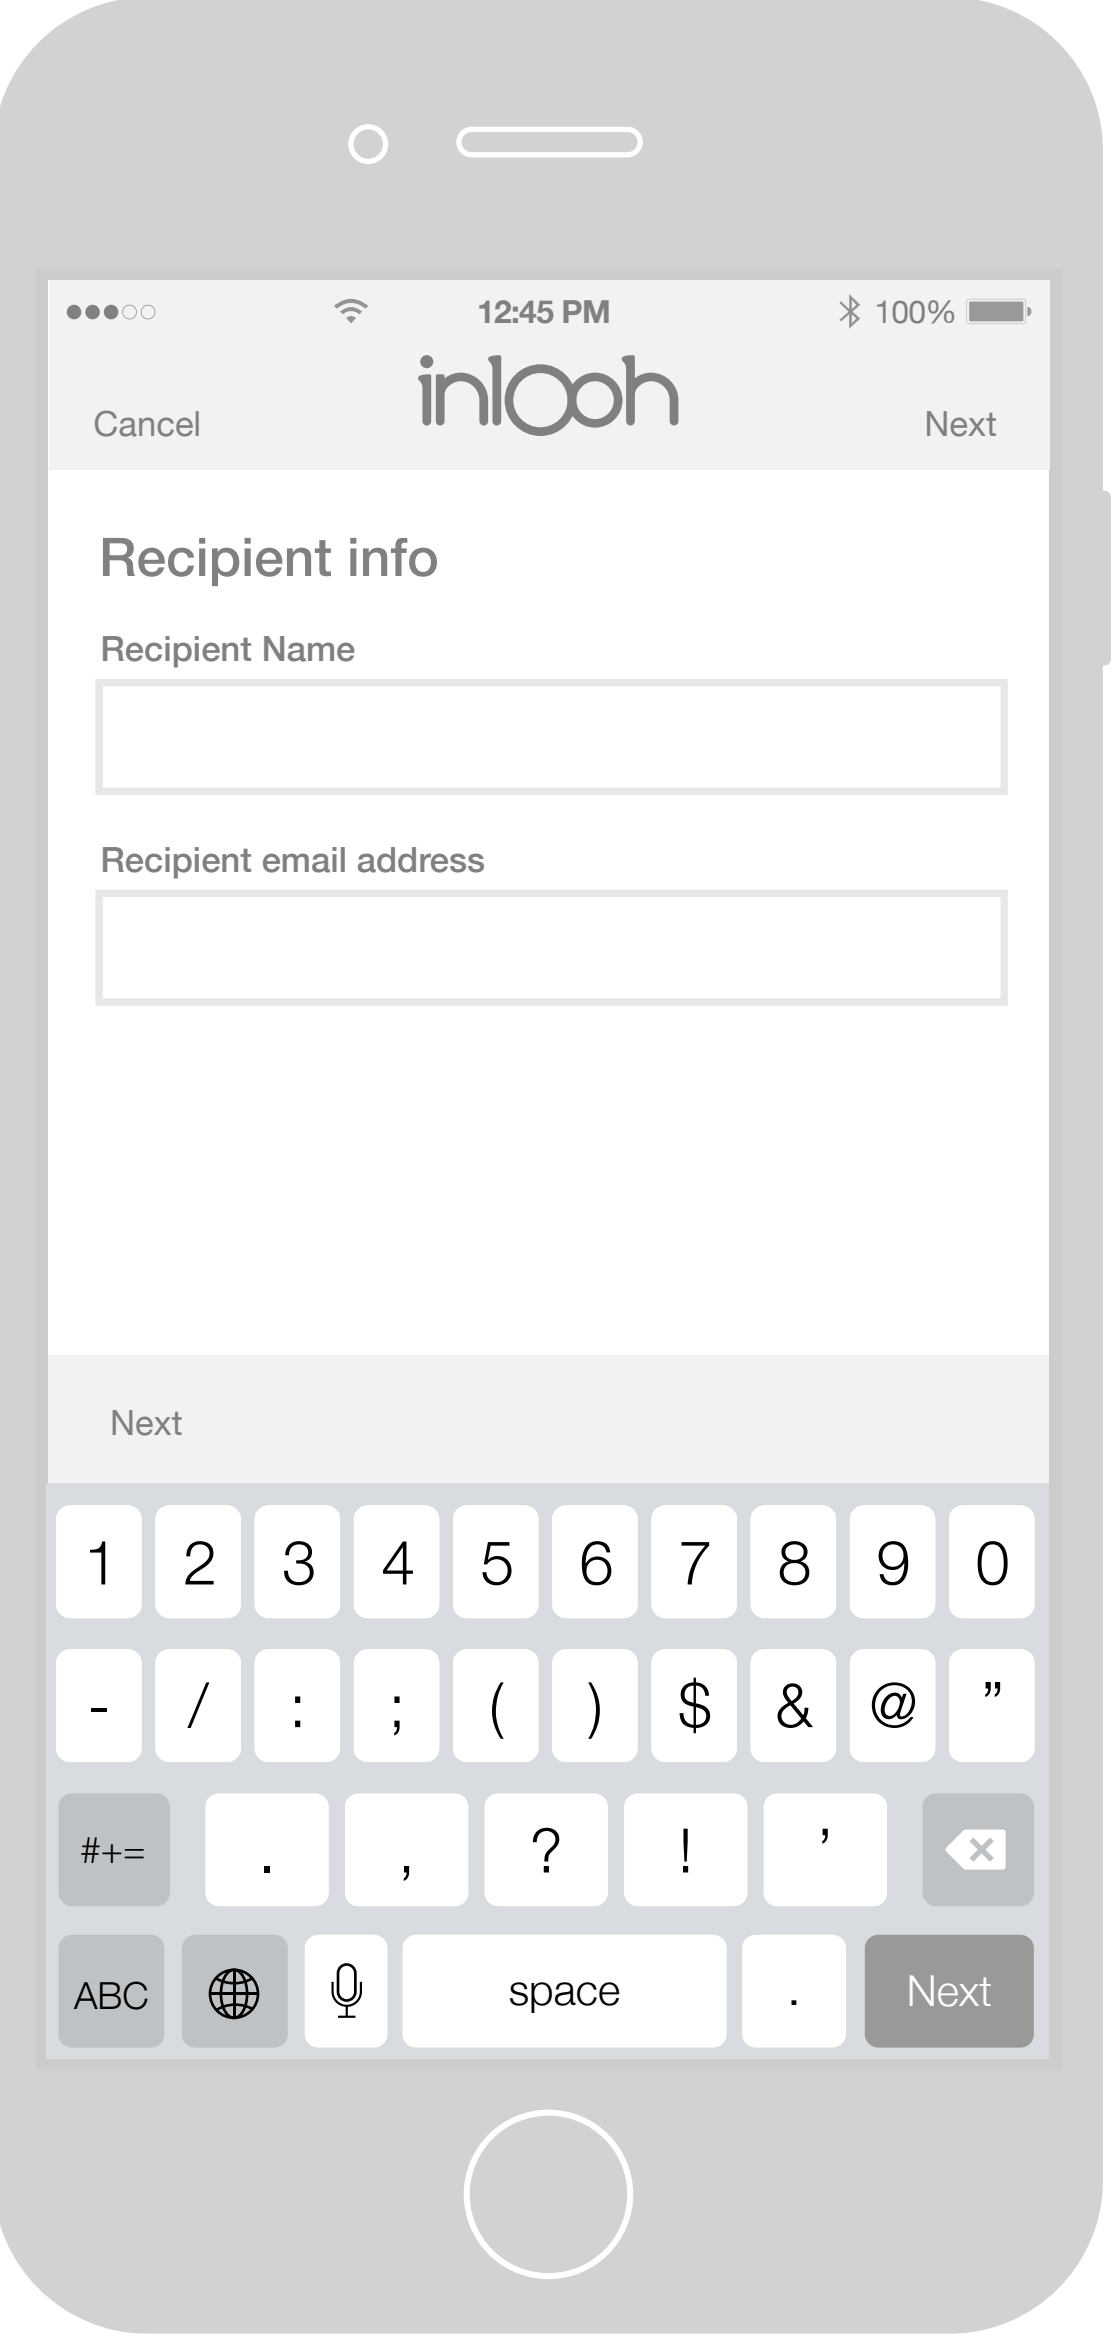 12:45 PM 100%
inlooh
Cancel Next
Recipient info
Recipient Name
Recipient email address
Next
1 2 3 4 5 6 7 8 9 0
- / : ; ( ) $ & @ ”
#+= . , ? ! ’
ABC space . Next